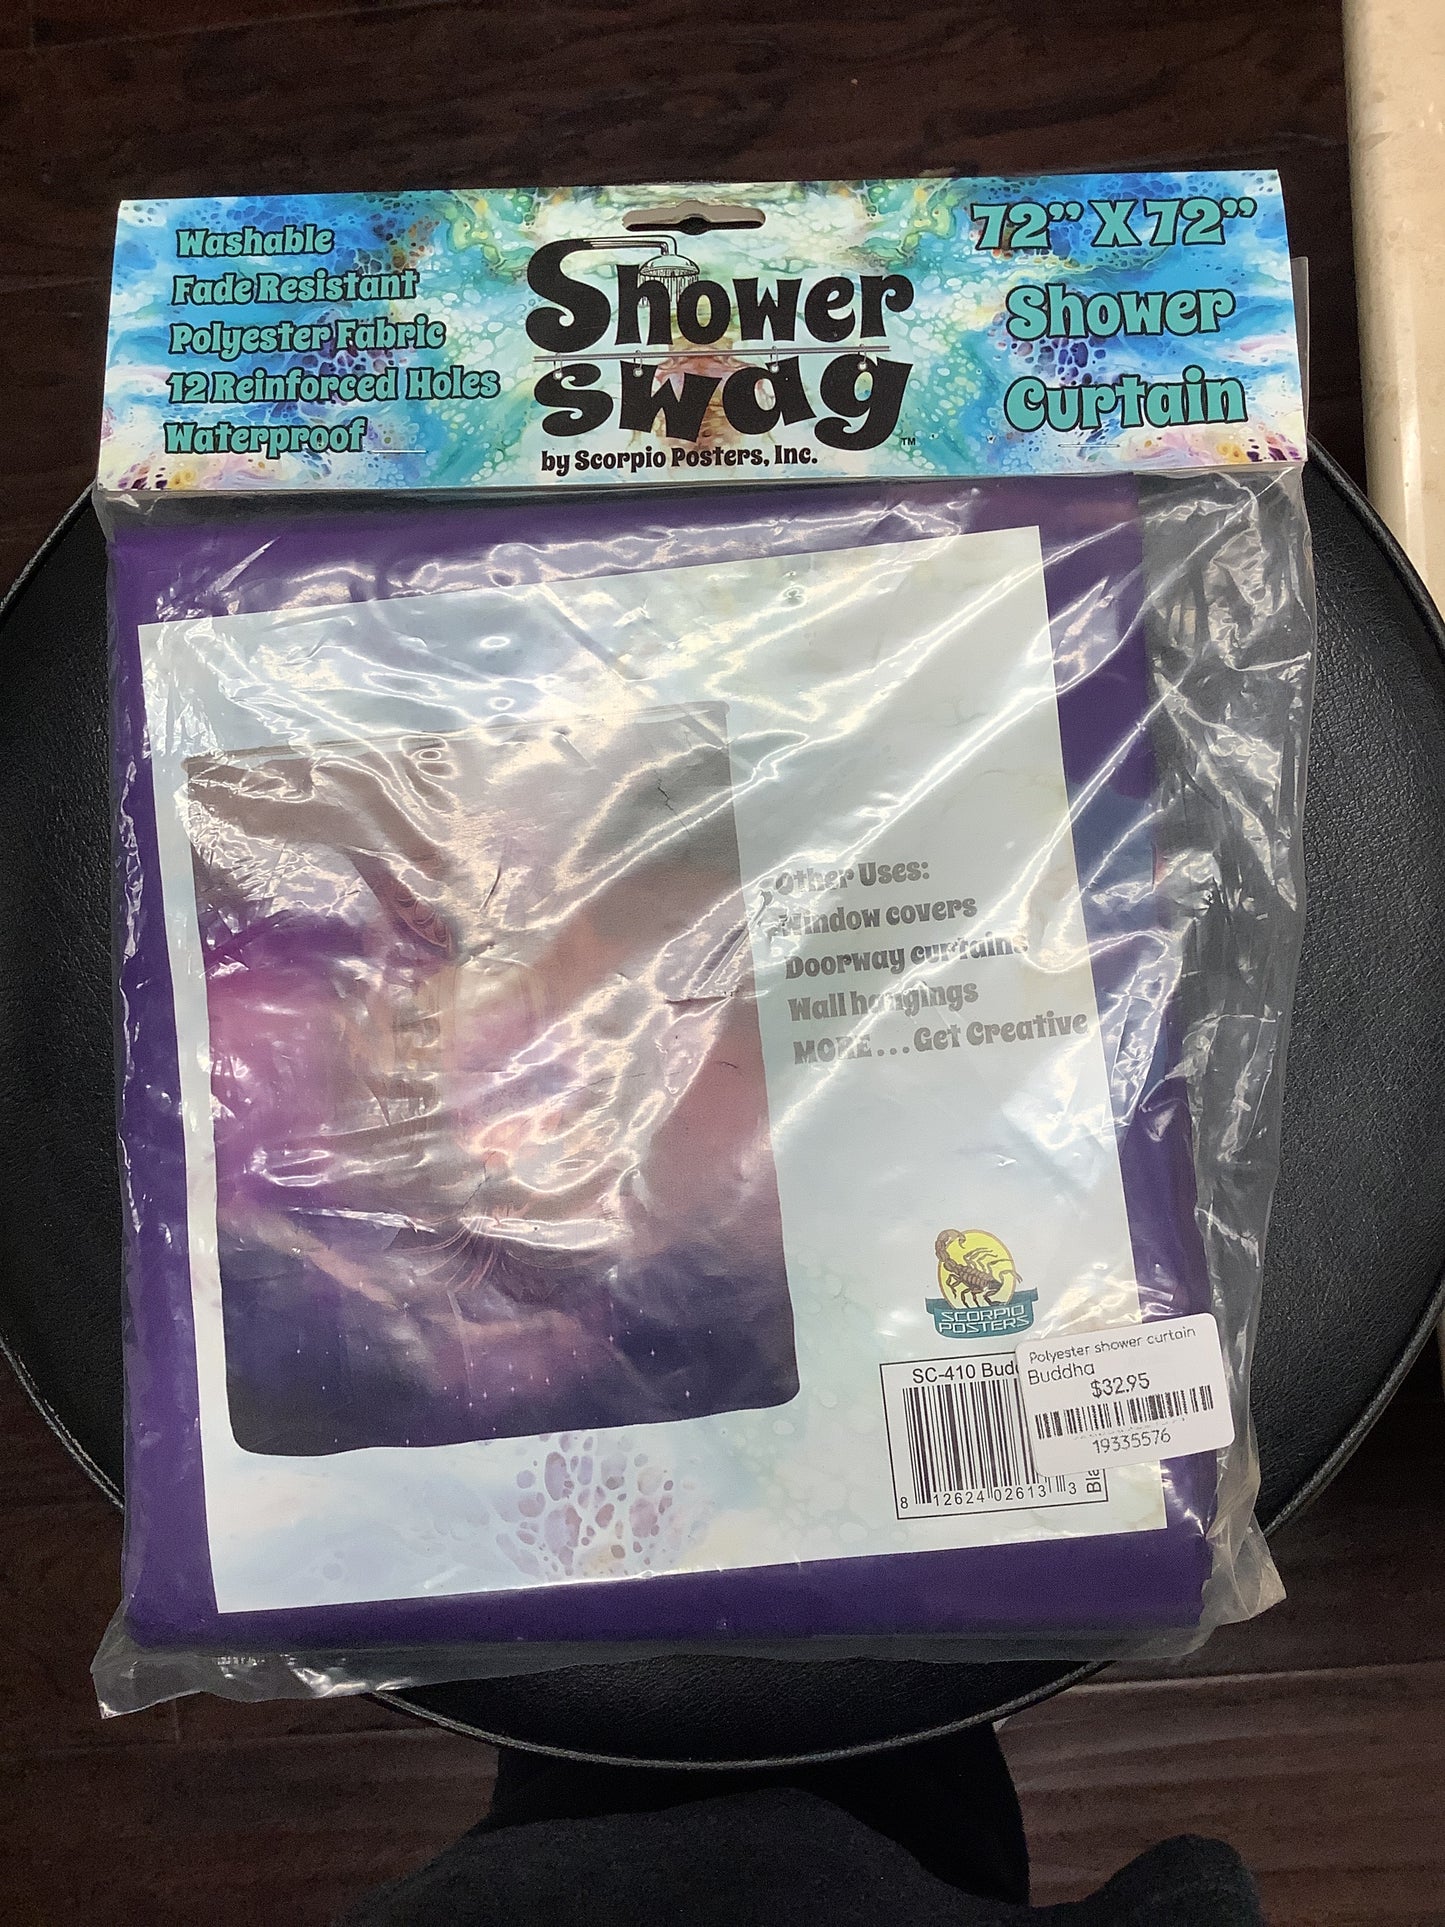 Washable
Fade Resistant
Polyester Fabric
12 Reinforced Holes
Waterproof
Shower
swag
TM
by Scorpio Posters, Inc.
72" X 72"
Shower
Curtain
Other Uses:
Window covers
Doorway curtains
Wall hangings
MORE...Get Creative
SCORPIO
POSTERS
SC-410 Budd
8 12624 02613 3
Polyester shower curtain
Buddha
$32.95
19335576